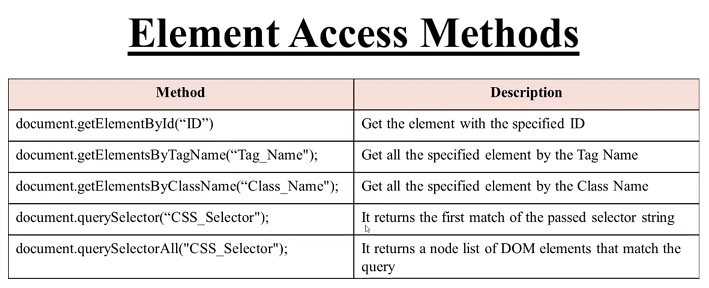 Element Access Methods
Method Description
document.getElementById(“ID”) Get the element with the specified ID
document.getElementsByTagName(“Tag_Name"); Get all the specified element by the Tag Name
document.getElementsByClassName(“Class_Name"); Get all the specified element by the Class Name
document.querySelector(“CSS_Selector"); It returns the first match of the passed selector string
document.querySelectorAll("CSS_Selector"); It returns a node list of DOM elements that match the
query